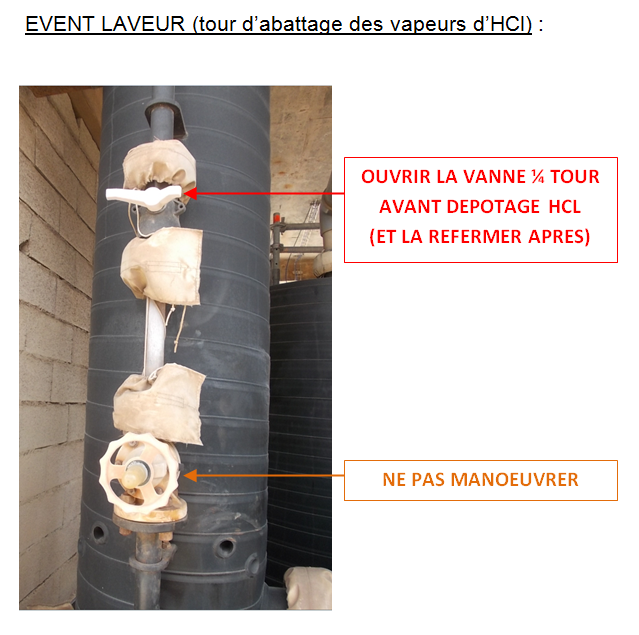 EVENT LAVEUR (tour d’abattage des vapeurs d’HCl) :
OUVRIR LA VANNE ¼ TOUR
AVANT DEPOTAGE HCL
(ET LA REFERMER APRES)
NE PAS MANOEUVRER